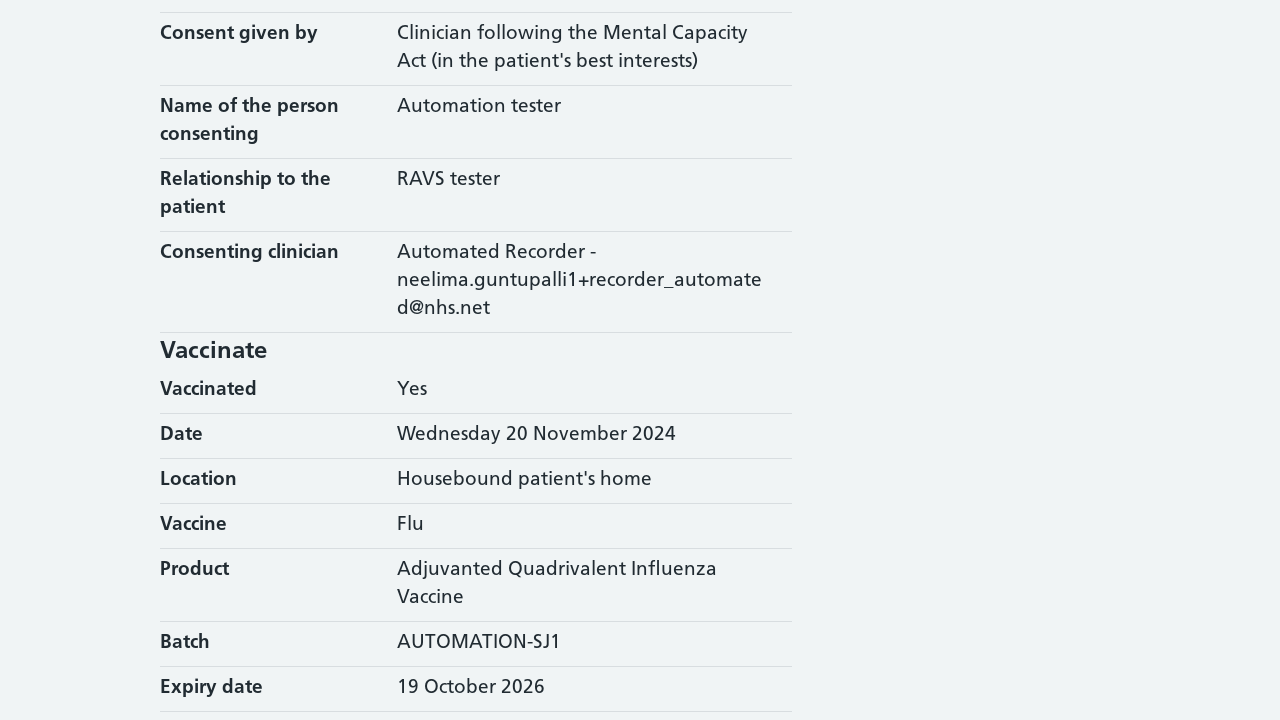 Consent given by
Clinician following the Mental Capacity
Act (in the patient's best interests)
Name of the person
consenting
Automation tester
Relationship to the
patient
RAVS tester
Consenting clinician
Automated Recorder -
neelima.guntupalli1+recorder_automate
d@nhs.net
Vaccinate
Vaccinated
Yes
Date
Wednesday 20 November 2024
Location
Housebound patient's home
Vaccine
Flu
Product
Adjuvanted Quadrivalent Influenza
Vaccine
Batch
AUTOMATION-SJ1
Expiry date
19 October 2026